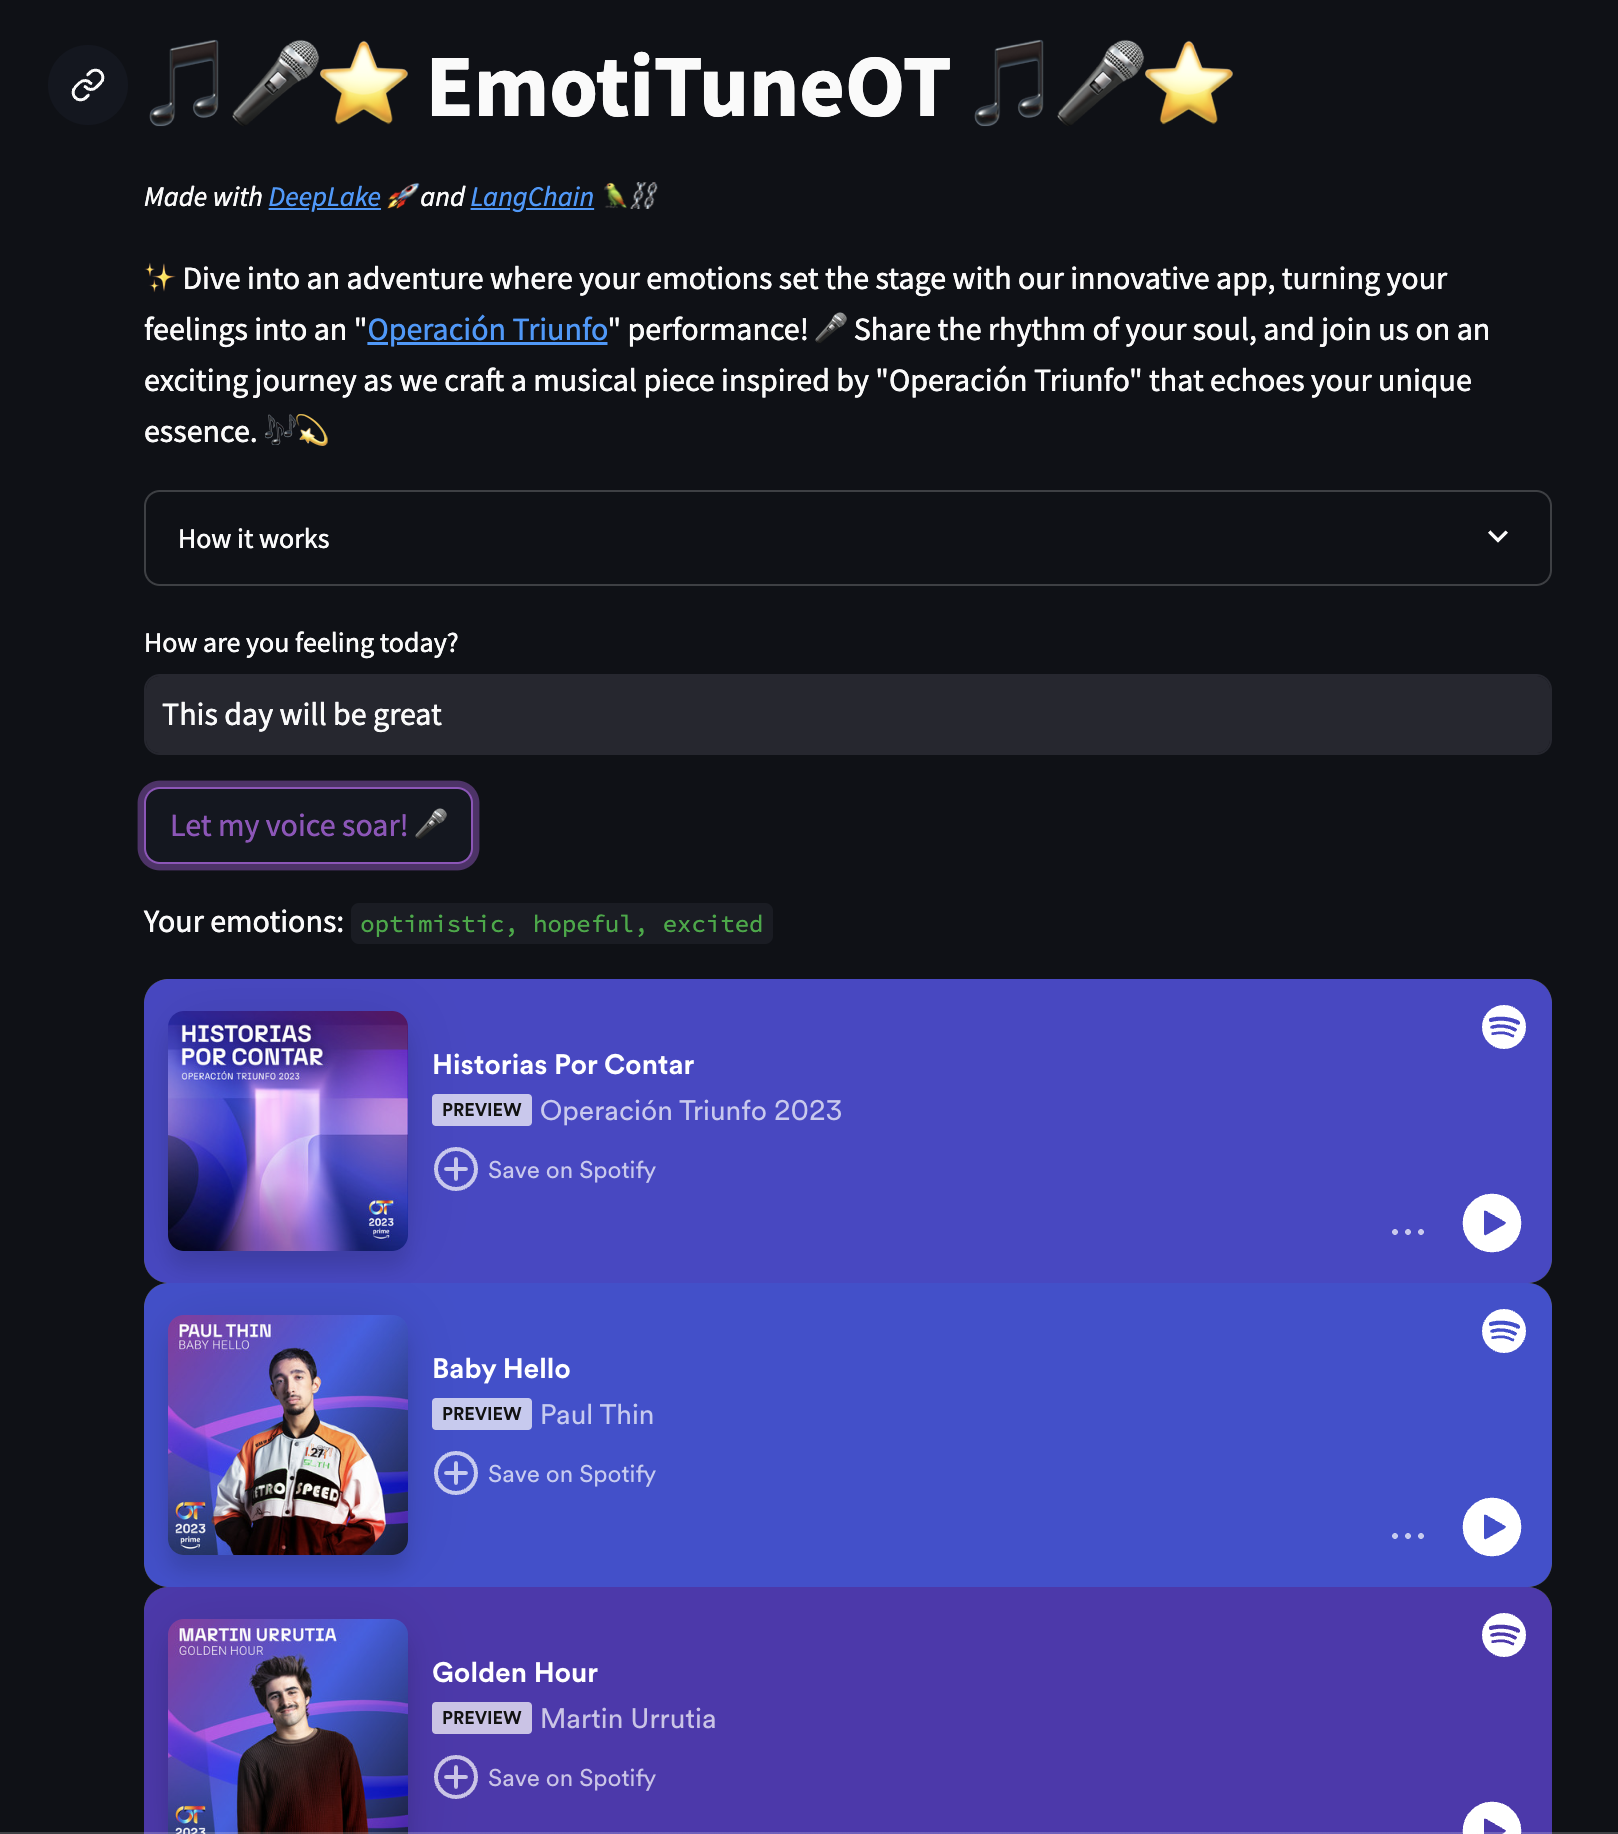 🎵🎤⭐ EmotiTuneOT 🎵🎤⭐
Made with DeepLake 🚀 and LangChain 🦜⛓
✨ Dive into an adventure where your emotions set the stage with our innovative app, turning your
feelings into an "Operación Triunfo" performance! 🎤 Share the rhythm of your soul, and join us on an
exciting journey as we craft a musical piece inspired by "Operación Triunfo" that echoes your unique
essence. 🎶💫
How it works
How are you feeling today?
This day will be great
Let my voice soar! 🎤
Your emotions: optimistic, hopeful, excited
HISTORIAS
POR CONTAR
OPERACIÓN TRIUNFO 2023
OT
2023
prime
Historias Por Contar
PREVIEW Operación Triunfo 2023
Save on Spotify
PAUL THIN
BABY HELLO
SPEED
OT
2023
prime
Baby Hello
PREVIEW Paul Thin
Save on Spotify
MARTIN URRUTIA
GOLDEN HOUR
OT
2023
Golden Hour
PREVIEW Martin Urrutia
Save on Spotify